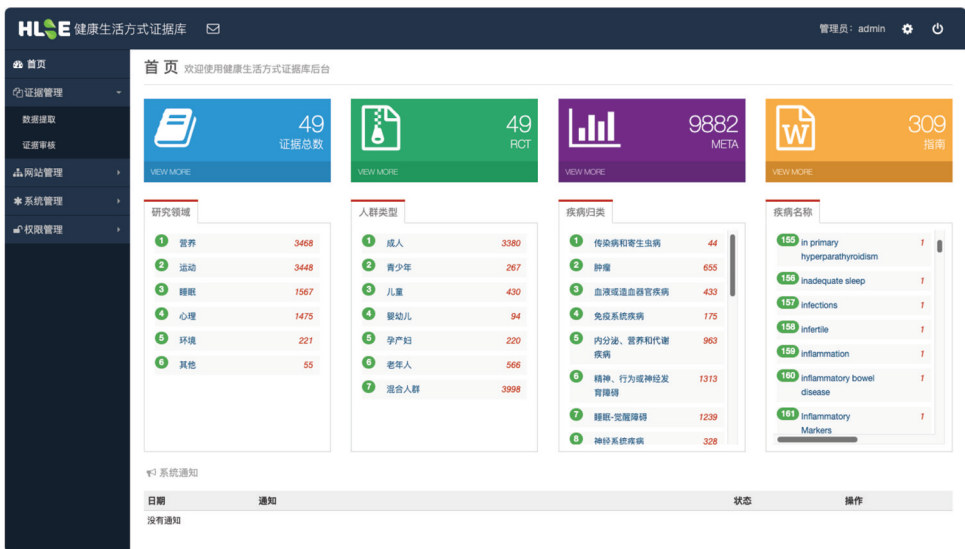 HLSE 健康生活方式证据库
管理员：admin
首页
证据管理
数据提取
证据审核
网站管理
系统管理
权限管理
首 页 欢迎使用健康生活方式证据库后台
49
证据总数
VIEW MORE
49
RCT
VIEW MORE
9882
META
VIEW MORE
W
309
指南
VIEW MORE
研究领域
1 营养 3468
2 运动 3448
3 睡眠 1567
4 心理 1475
5 环境 221
6 其他 55
人群类型
1 成人 3380
2 青少年 267
3 儿童 430
4 婴幼儿 94
5 孕产妇 220
6 老年人 566
7 混合人群 3998
疾病归类
1 传染病和寄生虫病 44
2 肿瘤 655
3 血液或造血器官疾病 433
4 免疫系统疾病 175
5 内分泌、营养和代谢 963
疾病
6 精神、行为或神经发 1313
育障碍
7 睡眠-觉醒障碍 1239
8 神经系统疾病 328
疾病名称
155 in primary 1
hyperparathyroidism
156 inadequate sleep 1
157 infections 1
158 infertile 1
159 inflammation 1
160 inflammatory bowel 1
disease
161 Inflammatory 1
Markers
系统通知
日期 通知 状态 操作
没有通知